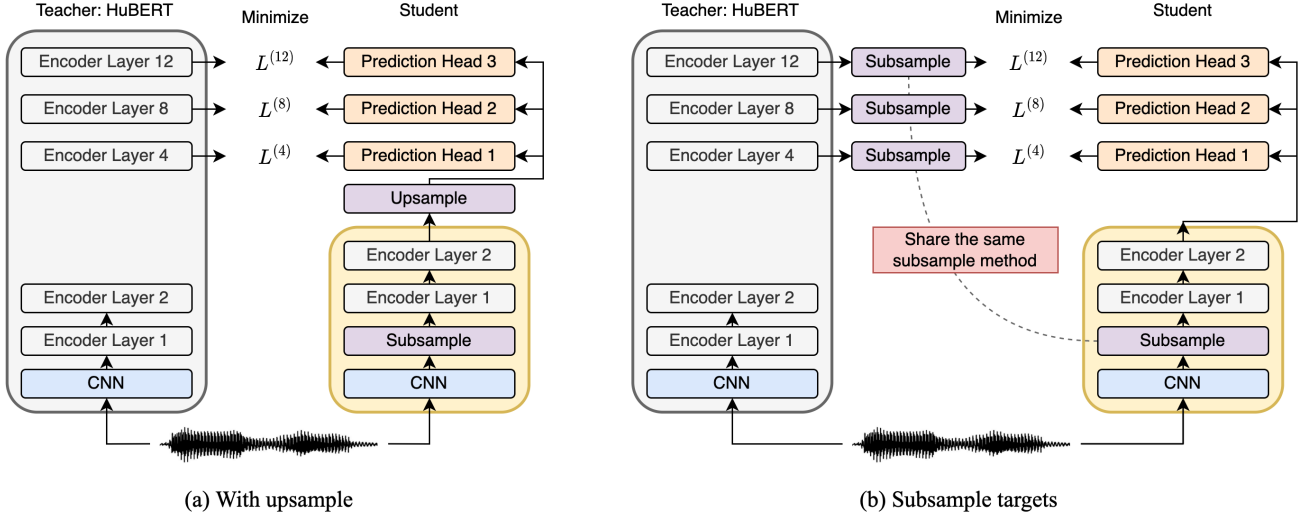 Teacher: HuBERT
Minimize
Student
Encoder Layer 12
L^(12)
Prediction Head 3
Encoder Layer 8
L^(8)
Prediction Head 2
Encoder Layer 4
L^(4)
Prediction Head 1
Upsample
Encoder Layer 2
Encoder Layer 2
Encoder Layer 1
Encoder Layer 1
Subsample
CNN
CNN
(a) With upsample
Teacher: HuBERT
Minimize
Student
Encoder Layer 12
Subsample
L^(12)
Prediction Head 3
Encoder Layer 8
Subsample
L^(8)
Prediction Head 2
Encoder Layer 4
Subsample
L^(4)
Prediction Head 1
Share the same
subsample method
Encoder Layer 2
Encoder Layer 2
Encoder Layer 1
Encoder Layer 1
Subsample
CNN
CNN
(b) Subsample targets